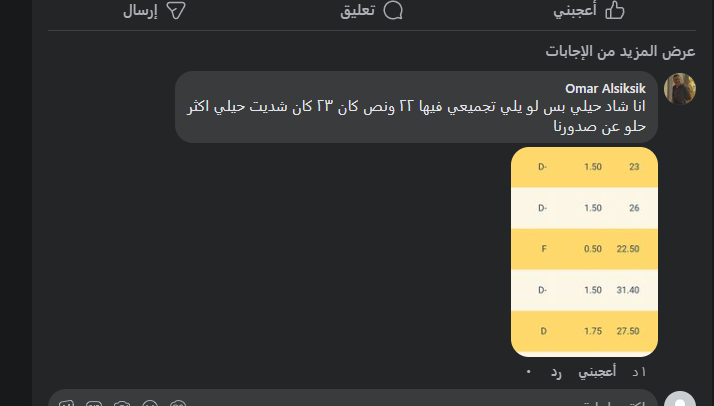 أعجبني تعليق إرسال
عرض المزيد من الإجابات
Omar Alsiksik
انا شاد حيلي بس لو يلي تجميعي فيها ٢٢ ونص كان ٢٣ كان شديت حيلي اكثر
حلو عن صدورنا
D- 1.50 23
D- 1.50 26
F 0.50 22.50
D- 1.50 31.40
D 1.75 27.50
١ د أعجبني رد